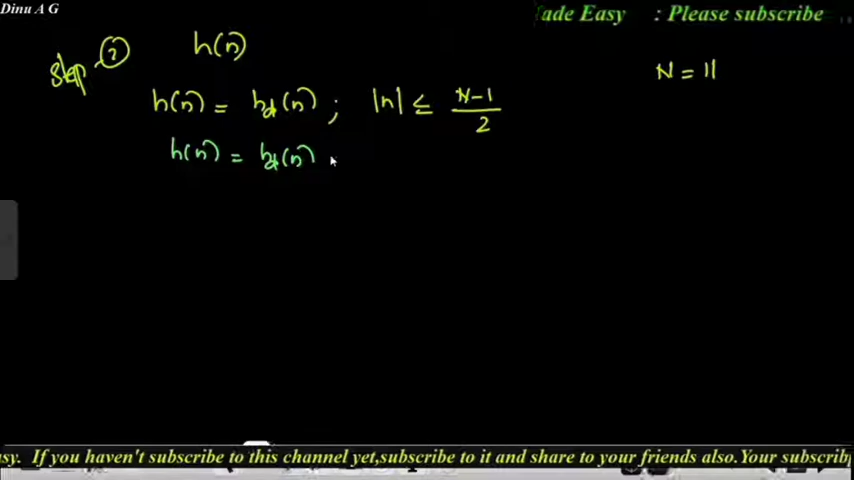 Dinu A G
ade Easy : Please subscribe
step - ② h(n)
N = 11
h(n) = hd(n) ; |n| ≤ N-1/2
h(n) = hd(n)
sy. If you haven't subscribe to this channel yet,subscribe to it and share to your friends also.Your subscrib